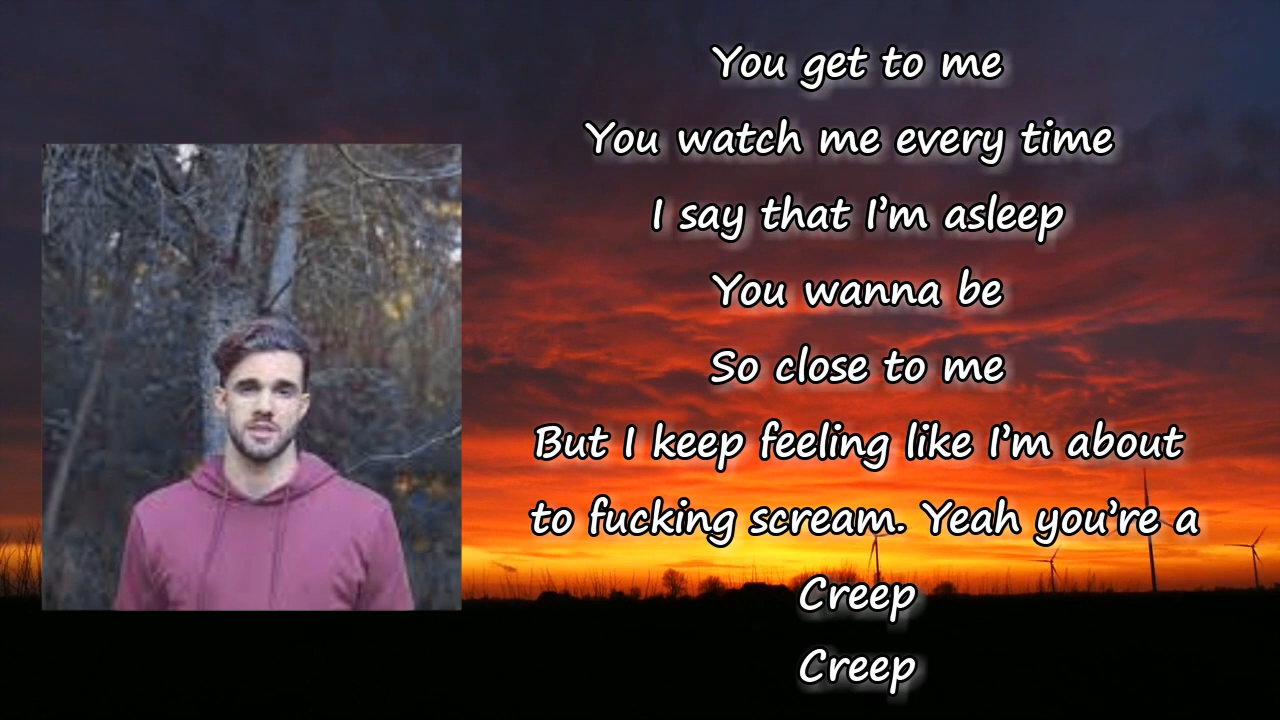 You get to me
You watch me every time
I say that I'm asleep
You wanna be
So close to me
But I keep feeling like I'm about
to fucking scream. Yeah you're a
Creep
Creep